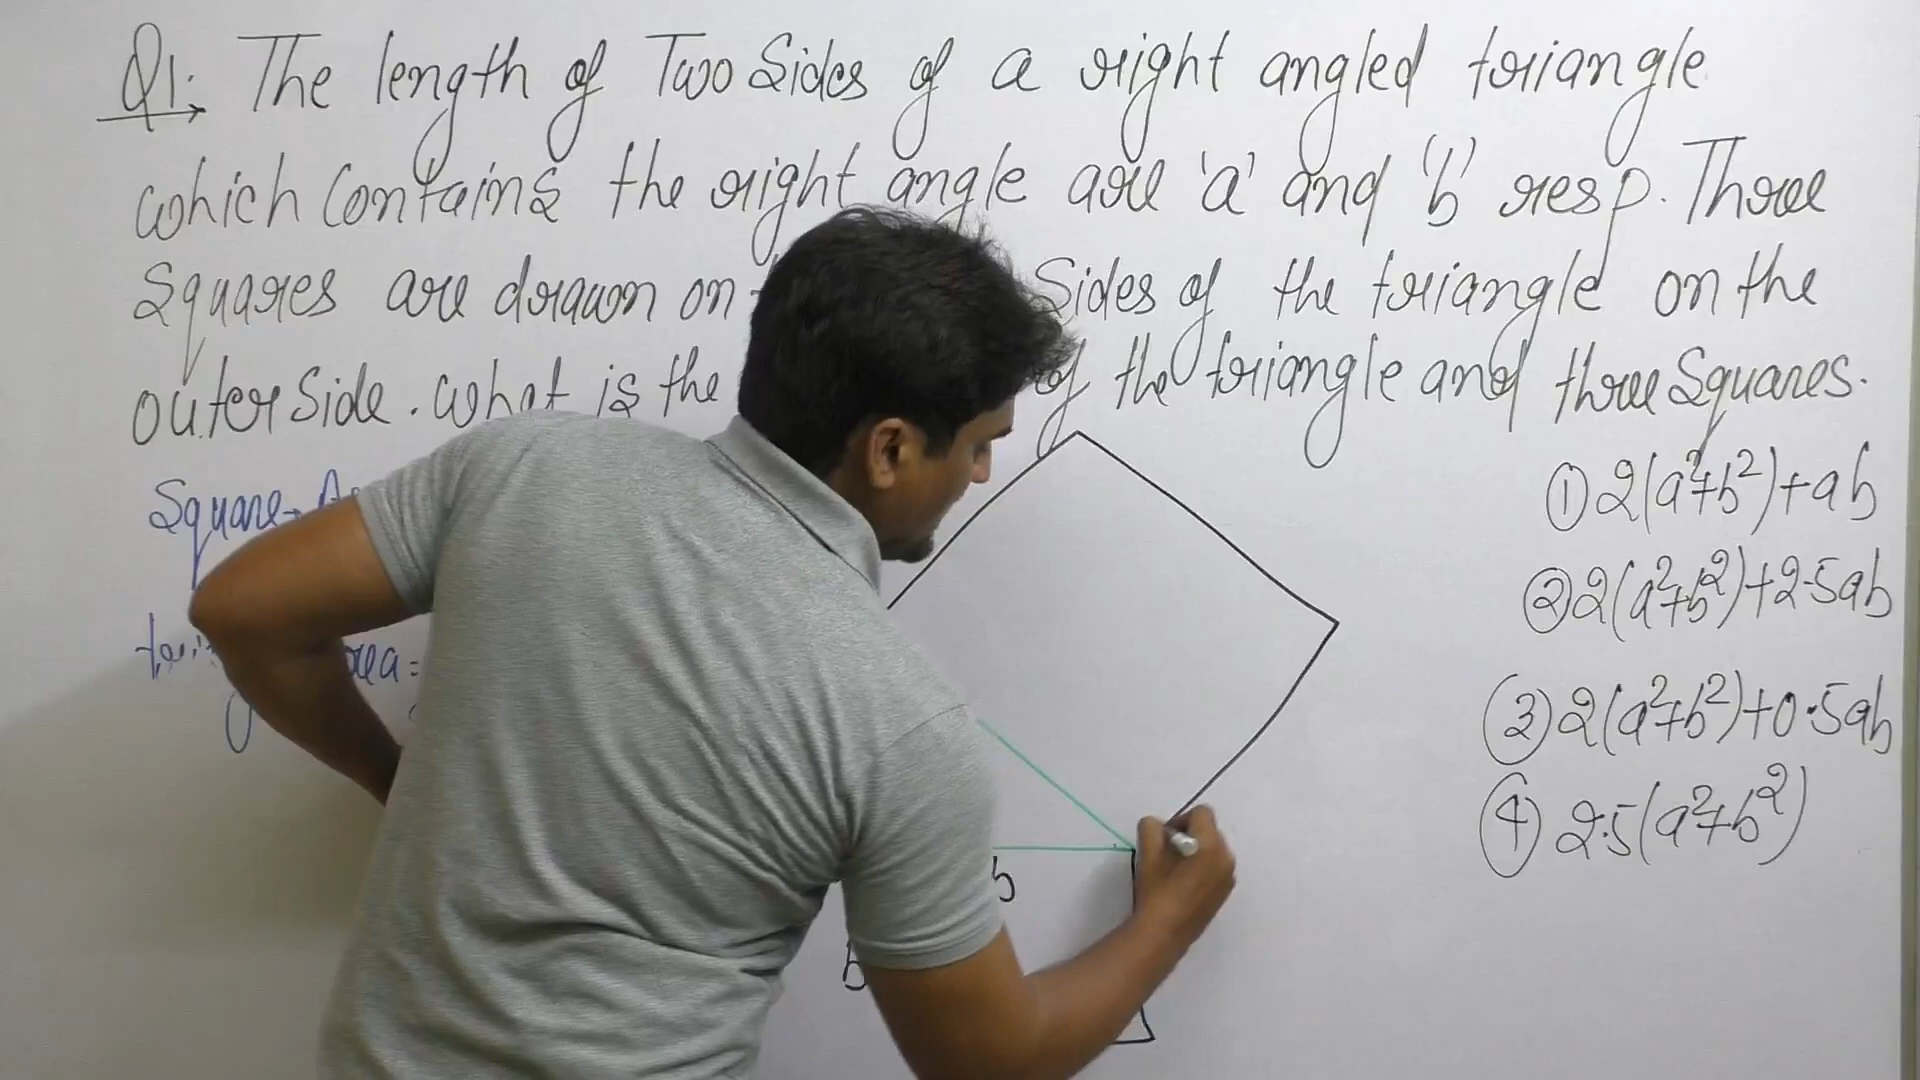 Q1: The length of Two Sides of a right angled triangle
which Contains the right angle are 'a' and 'b' resp. Three
Squares are drawn on Sides of the triangle on the
outer Side. What is the of the triangle and three Squares.
Square
① 2(a²+b²)+ab
② 2(a²+b²)+2.5ab
③ 2(a²+b²)+0.5ab
④ 2.5(a²+b²)
b
b